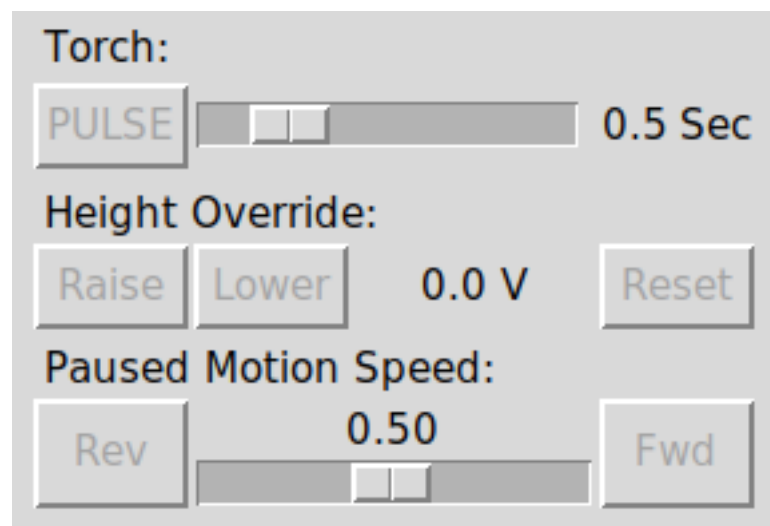 Torch:
PULSE 0.5 Sec
Height Override:
Raise Lower 0.0 V Reset
Paused Motion Speed:
0.50
Rev Fwd